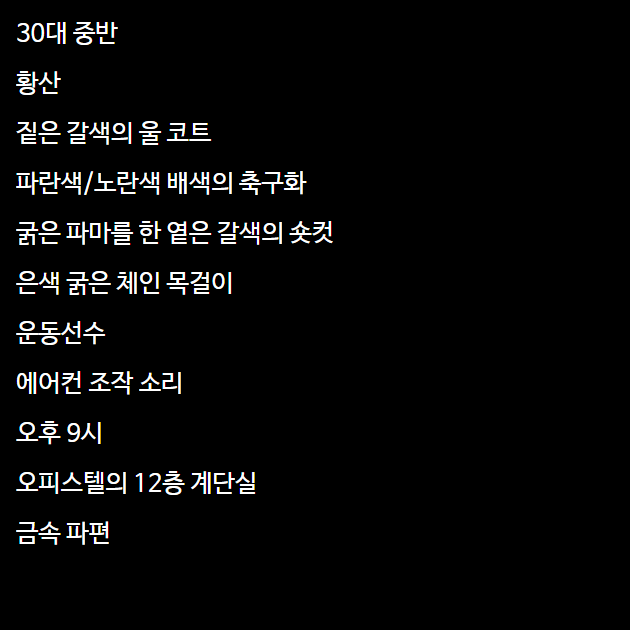 30대 중반
황산
짙은 갈색의 울 코트
파란색/노란색 배색의 축구화
굵은 파마를 한 옅은 갈색의 숏컷
은색 굵은 체인 목걸이
운동선수
에어컨 조작 소리
오후 9시
오피스텔의 12층 계단실
금속 파편